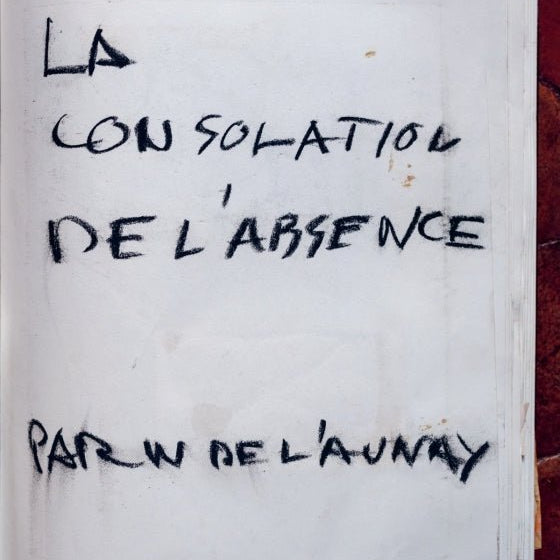 LA
CONSOLATION
DE L'ABSENCE
PAR W DE L'AUNAY